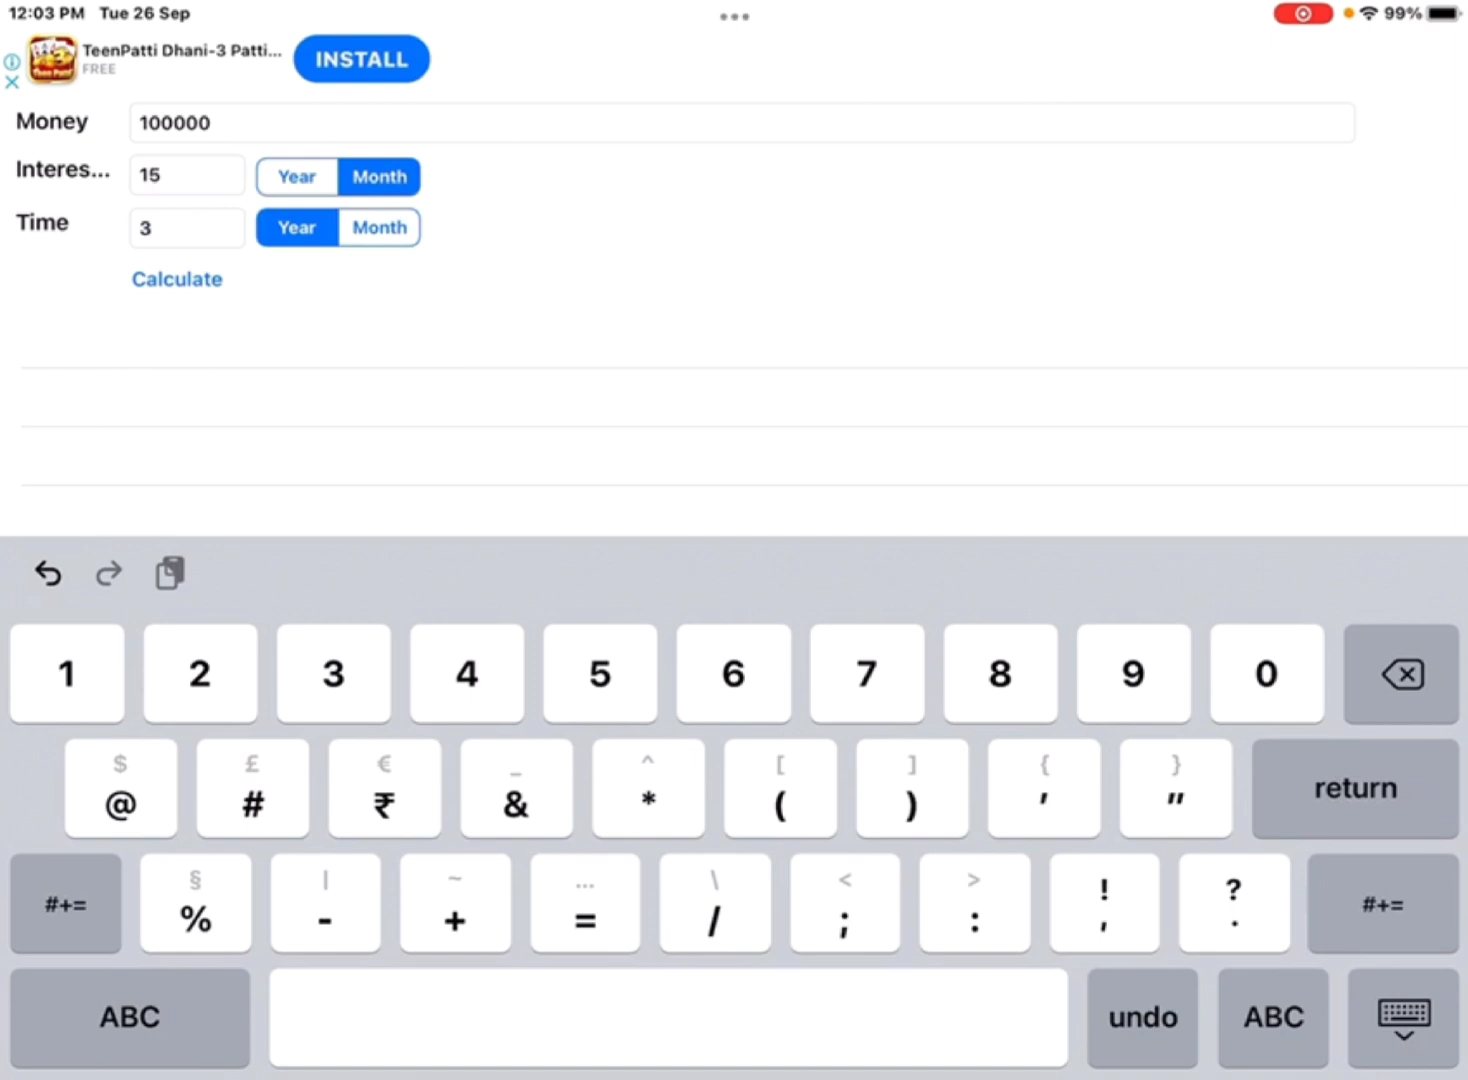 12:03 PM Tue 26 Sep
99%
TeenPatti Dhani-3 Patti...
FREE
INSTALL
Money 100000
Interes... 15 Year Month
Time 3 Year Month
Calculate
1 2 3 4 5 6 7 8 9 0
$ £ € _ ^ [ ] { }
@ # ₹ & * ( ) ' "
return
§ | ~ ... \ < > ! ?
#+= % - + = / ; : , . #+=
ABC undo ABC